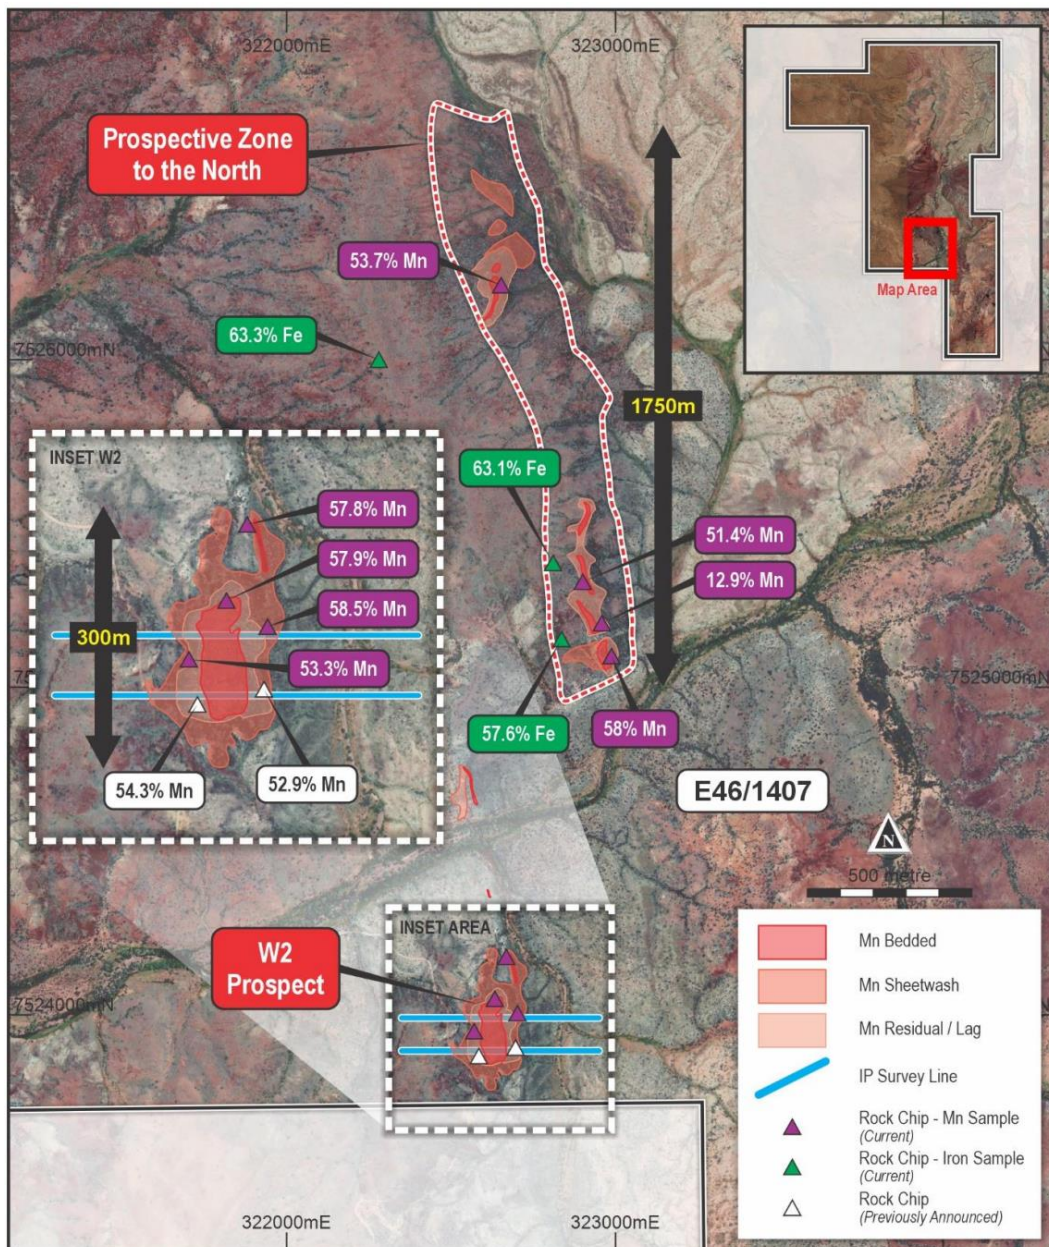 322000mE
323000mE
Prospective Zone
to the North
Map Area
53.7% Mn
63.3% Fe
7525000mN
1750m
INSET W2
63.1% Fe
57.8% Mn
51.4% Mn
57.9% Mn
12.9% Mn
58.5% Mn
300m
53.3% Mn
7525000mN
57.6% Fe
58% Mn
54.3% Mn
52.9% Mn
E46/1407
N
500 metre
INSET AREA
W2
Prospect
7524000mN
Mn Bedded
Mn Sheetwash
Mn Residual / Lag
IP Survey Line
Rock Chip - Mn Sample
(Current)
Rock Chip - Iron Sample
(Current)
Rock Chip
(Previously Announced)
322000mE
323000mE